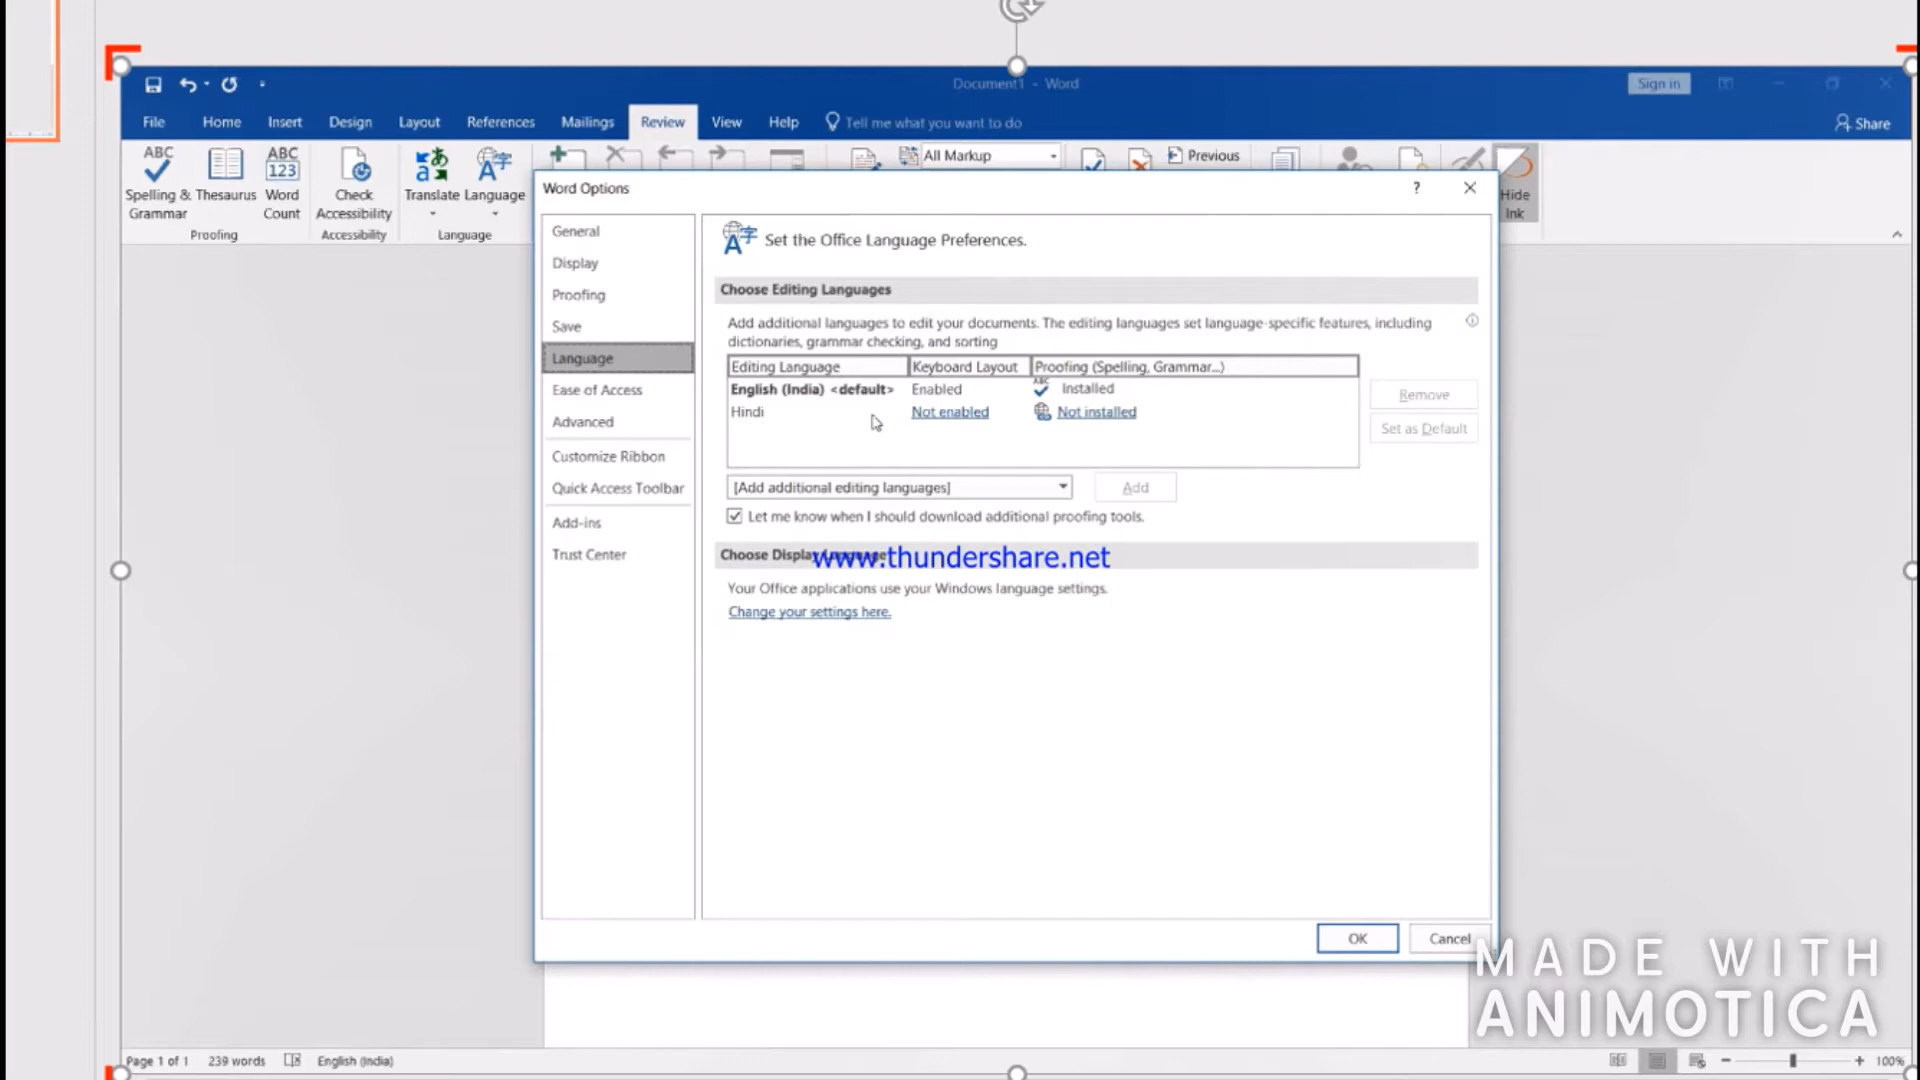 Document1 - Word
Sign in
File Home Insert Design Layout References Mailings Review View Help Tell me what you want to do Share
ABC Spelling & Grammar
Thesaurus
ABC 123 Word Count
Proofing
Check Accessibility
Accessibility
Translate
Language
Language
All Markup
Previous
Hide Ink
Word Options
?
General
Display
Proofing
Save
Language
Ease of Access
Advanced
Customize Ribbon
Quick Access Toolbar
Add-ins
Trust Center
Set the Office Language Preferences.
Choose Editing Languages
Add additional languages to edit your documents. The editing languages set language-specific features, including
dictionaries, grammar checking, and sorting
Editing Language Keyboard Layout Proofing (Spelling, Grammar...)
English (India) <default> Enabled Installed
Hindi Not enabled Not installed
Remove
Set as Default
[Add additional editing languages] Add
Let me know when I should download additional proofing tools.
Choose Display Language
www.thundershare.net
Your Office applications use your Windows language settings.
Change your settings here.
OK Cancel
MADE WITH
ANIMOTICA
Page 1 of 1 239 words English (India) 100%